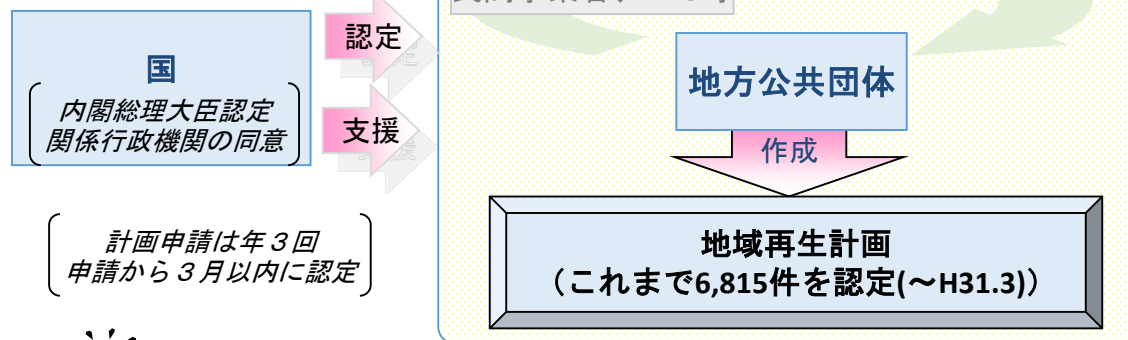 国
内閣総理大臣認定
関係行政機関の同意
認定
支援
計画申請は年３回
申請から３月以内に認定
地方公共団体
作成
地域再生計画
（これまで6,815件を認定(～H31.3)）